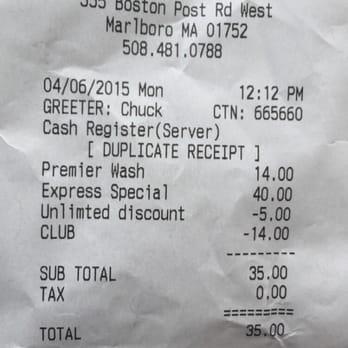 335 Boston Post Rd West
Marlboro MA 01752
508.481.0788
04/06/2015 Mon 12:12 PM
GREETER: Chuck CTN: 665660
Cash Register(Server)
[ DUPLICATE RECEIPT ]
Premier Wash 14.00
Express Special 40.00
Unlimted discount -5.00
CLUB -14.00
---------
SUB TOTAL 35.00
TAX 0.00
=========
TOTAL 35.00